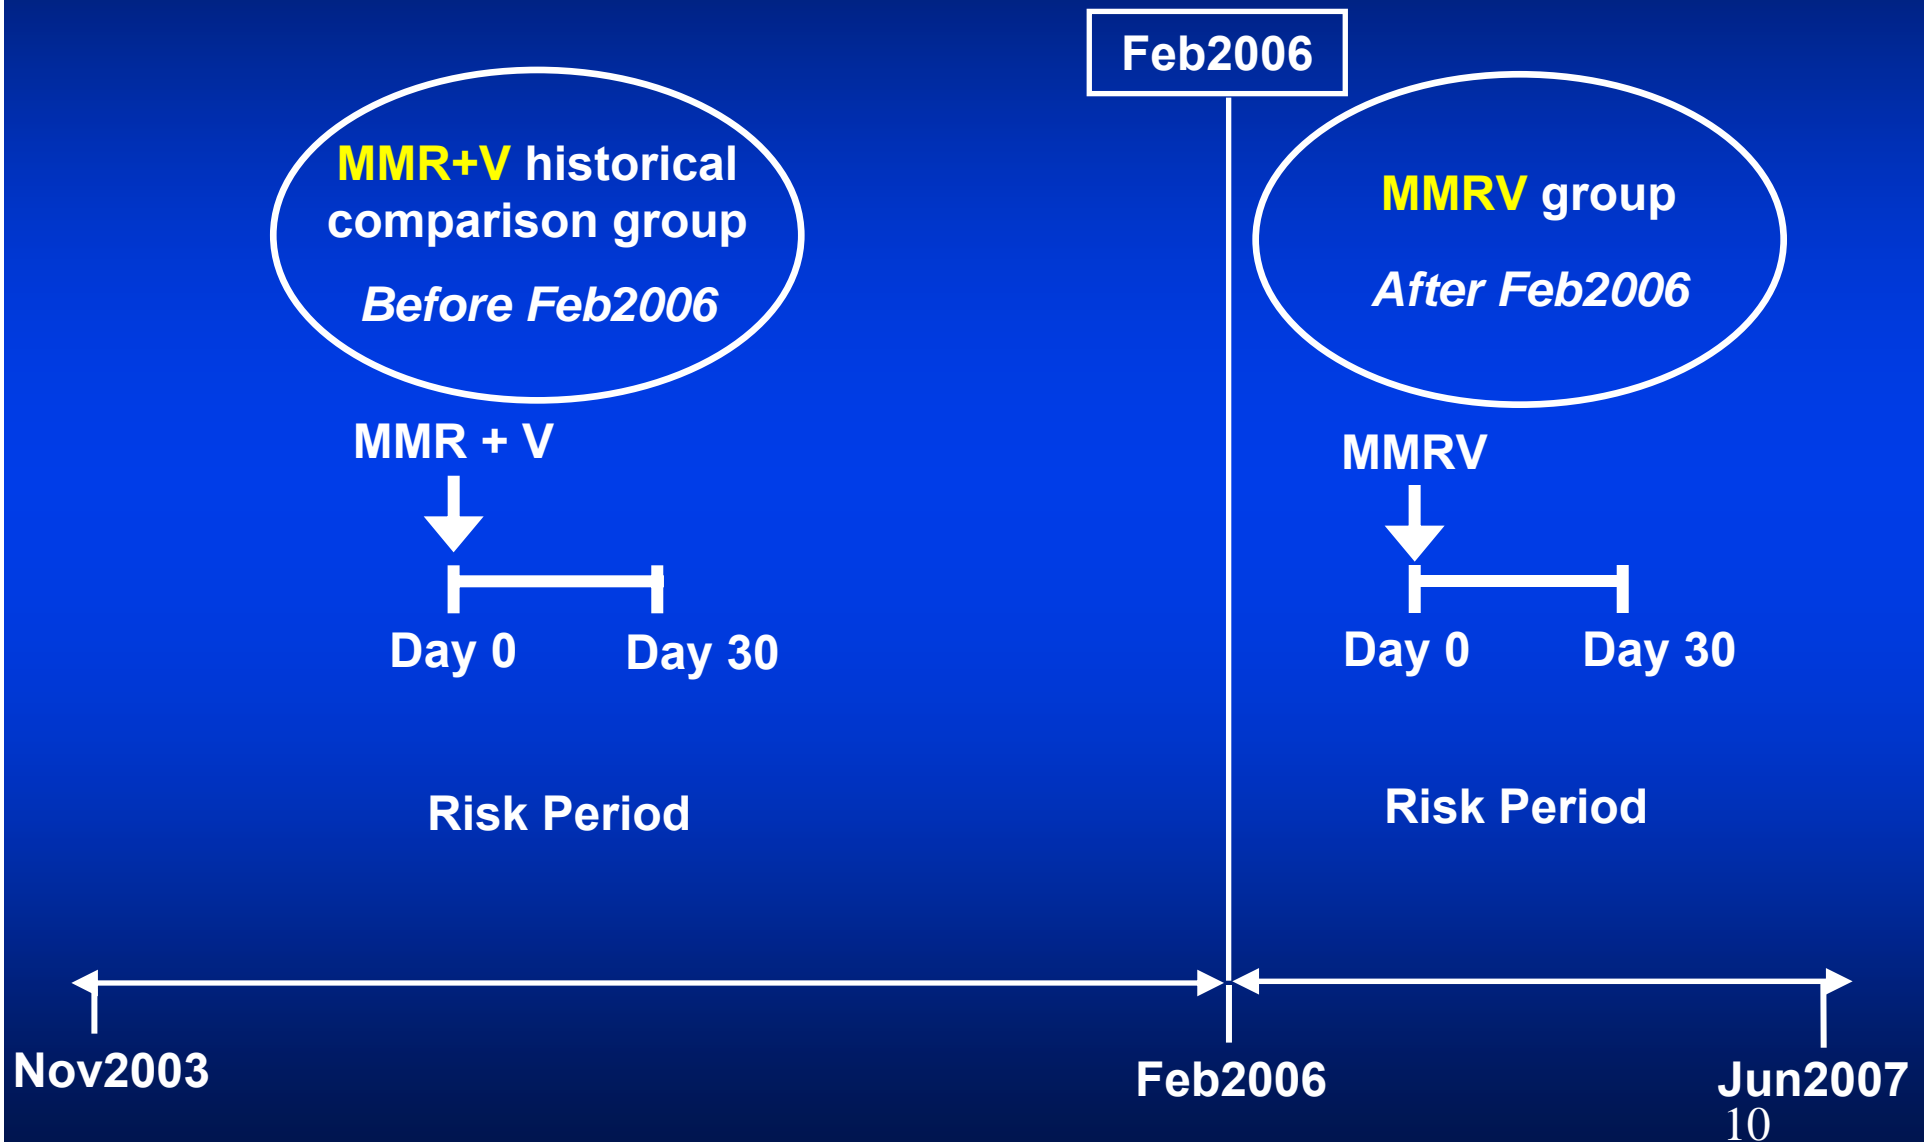 Feb2006
MMR+V historical
comparison group
Before Feb2006
MMRV group
After Feb2006
MMR + V
MMRV
Day 0
Day 30
Day 0
Day 30
Risk Period
Risk Period
Nov2003
Feb2006
Jun2007
10